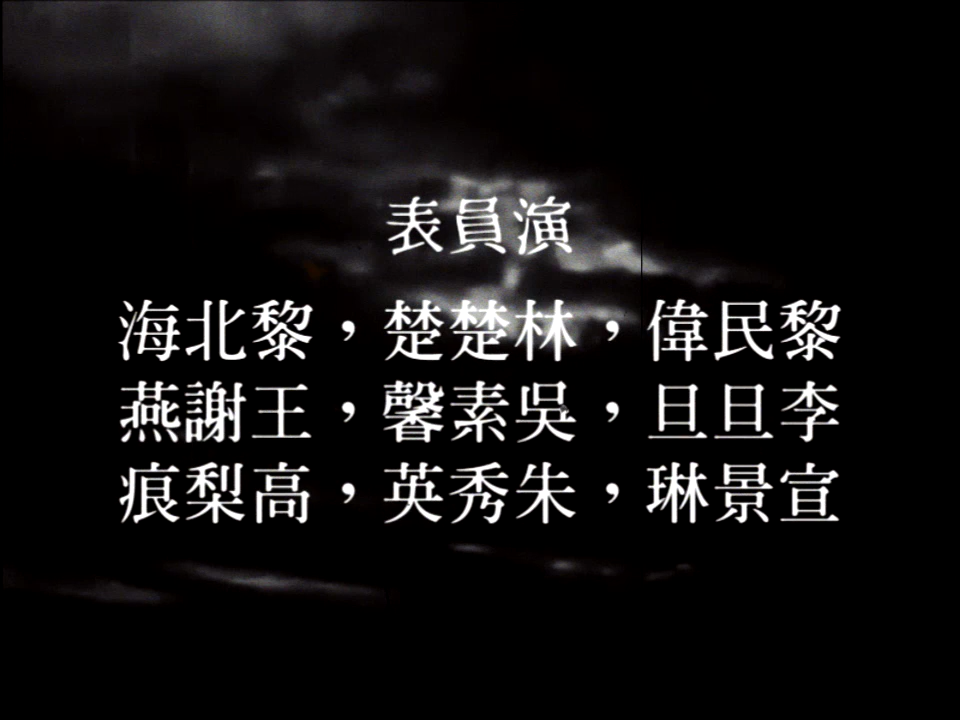 演員表
黎民偉，林楚楚，黎北海
李旦旦，吳素馨，王謝燕
宣景琳，朱秀英，高梨痕